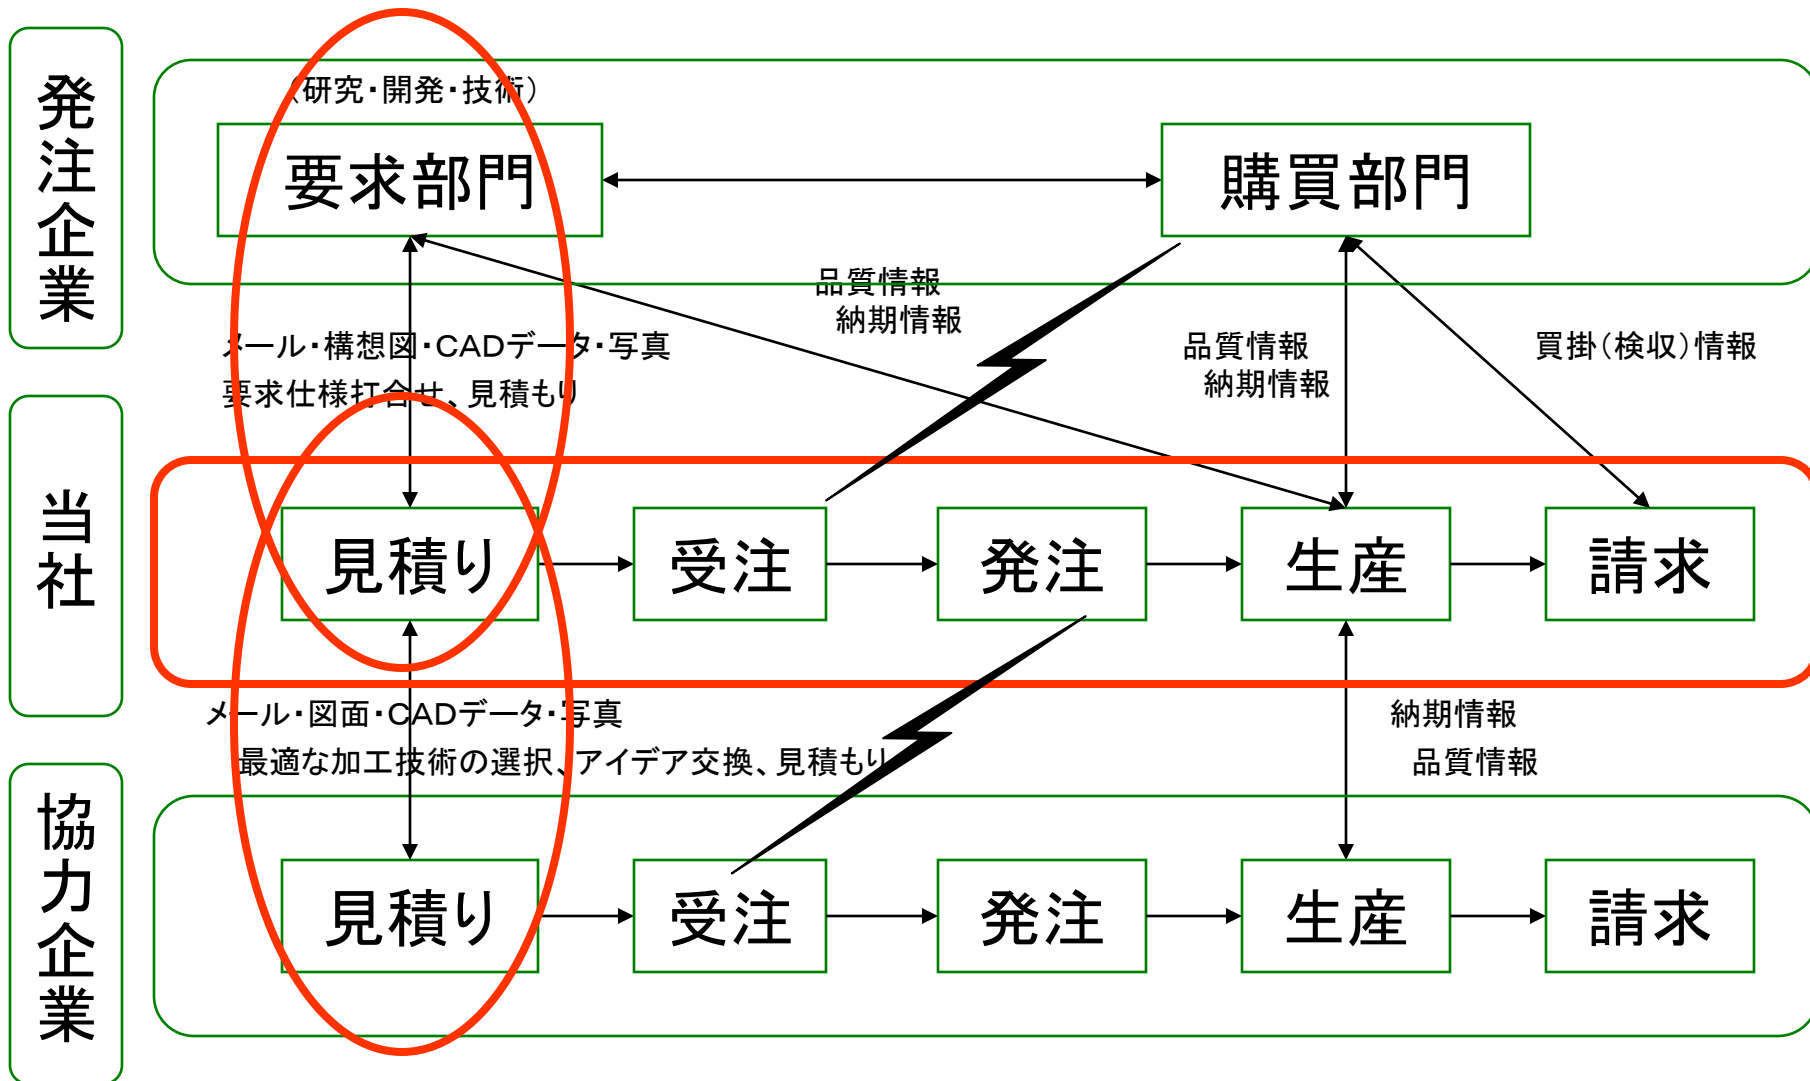 発注企業
（研究・開発・技術）
要求部門
購買部門
品質情報
納期情報
メール・構想図・CADデータ・写真
要求仕様打合せ、見積もり
品質情報
納期情報
買掛（検収）情報
当社
見積り
受注
発注
生産
請求
メール・図面・CADデータ・写真
最適な加工技術の選択、アイデア交換、見積もり
納期情報
品質情報
協力企業
見積り
受注
発注
生産
請求